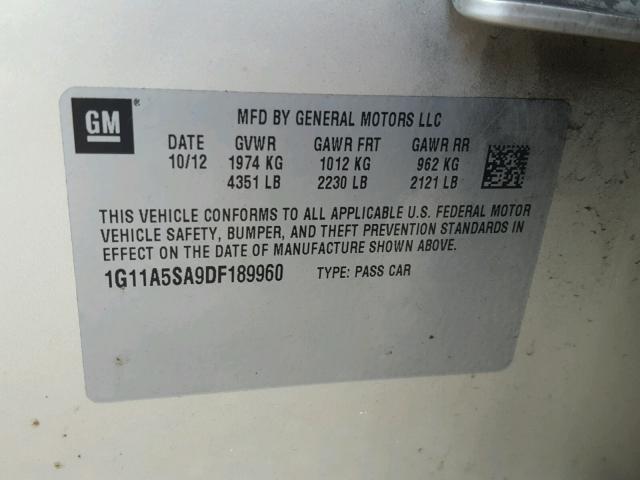 GM
MFD BY GENERAL MOTORS LLC
DATE GVWR GAWR FRT GAWR RR
10/12 1974 KG 1012 KG 962 KG
4351 LB 2230 LB 2121 LB
THIS VEHICLE CONFORMS TO ALL APPLICABLE U.S. FEDERAL MOTOR
VEHICLE SAFETY, BUMPER, AND THEFT PREVENTION STANDARDS IN
EFFECT ON THE DATE OF MANUFACTURE SHOWN ABOVE.
1G11A5SA9DF189960 TYPE: PASS CAR